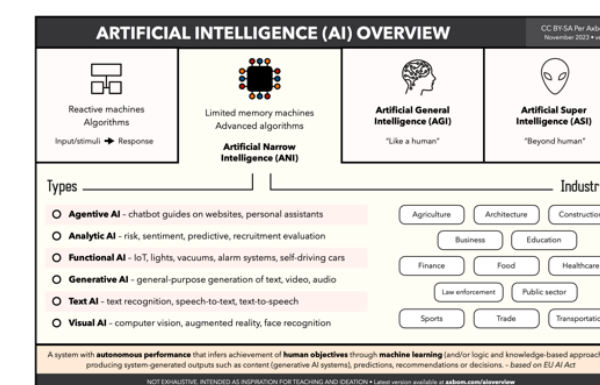 ARTIFICIAL INTELLIGENCE (AI) OVERVIEW
CC BY-SA Per
November 2023 •
Reactive machines
Algorithms
Input/stimuli ➔ Response
Limited memory machines
Advanced algorithms
Artificial Narrow
Intelligence (ANI)
Artificial General
Intelligence (AGI)
"Like a human"
Artificial Super
Intelligence (ASI)
"Beyond human"
Types
Agentive AI – chatbot guides on websites, personal assistants
Analytic AI – risk, sentiment, predictive, recruitment evaluation
Functional AI – IoT, lights, vacuums, alarm systems, self-driving cars
Generative AI – general-purpose generation of text, video, audio
Text AI – text recognition, speech-to-text, text-to-speech
Visual AI – computer vision, augmented reality, face recognition
Industr
Agriculture Architecture Constructio
Business Education
Finance Food Healthcare
Law enforcement Public sector
Sports Trade Transportatio
A system with autonomous performance that infers achievement of human objectives through machine learning (and/or logic and knowledge-based approach
producing system-generated outputs such as content (generative AI systems), predictions, recommendations or decisions. - based on EU AI Act
NOT EXHAUSTIVE. INTENDED AS INSPIRATION FOR TEACHING AND IDEATION • Latest version available at axbom.com/aioverview